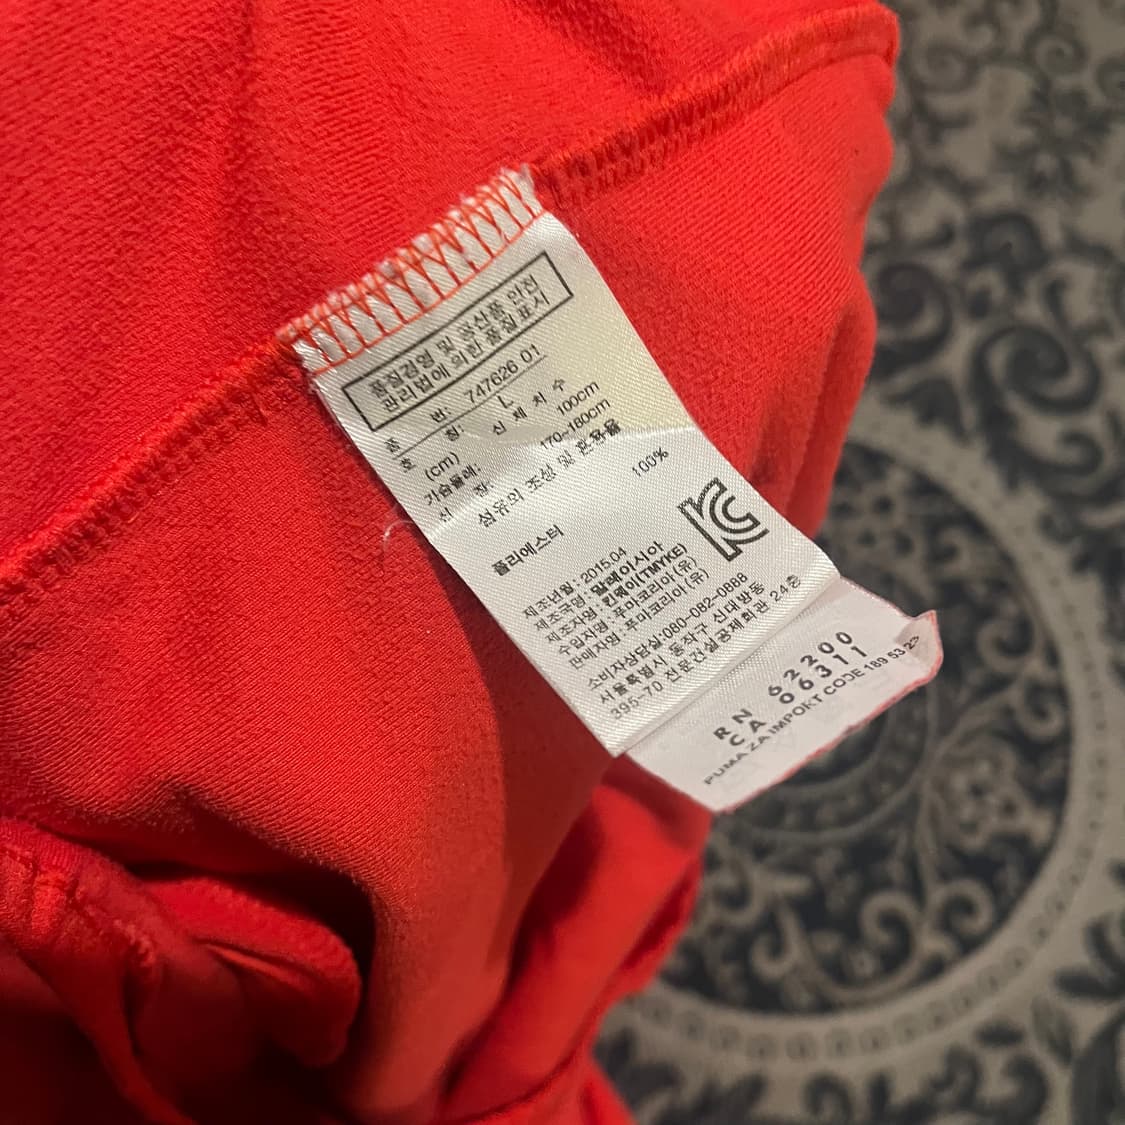 품질경영 및 공산품 안전
관리법에 의한 품질표시
품 번: 747626 01
호 칭: L
(cm) 신 체 치 수
가슴둘레: 100cm
신 장: 170~180cm
섬유의 조성 및 혼용율
폴리에스터 100%
제조년월: 2015.04
제조국명: 말레이시아
제조자명: 킨웨이(TMYKE)
수입자명: 푸마코리아(유)
판매자명: 푸마코리아(유)
소비자상담실:080-082-0888
서울특별시 동작구 신대방동
395-70 전문건설공제회관 24층
RN 62200
CA 06311
PUMA ZA IMPORT CODE 189 53 23